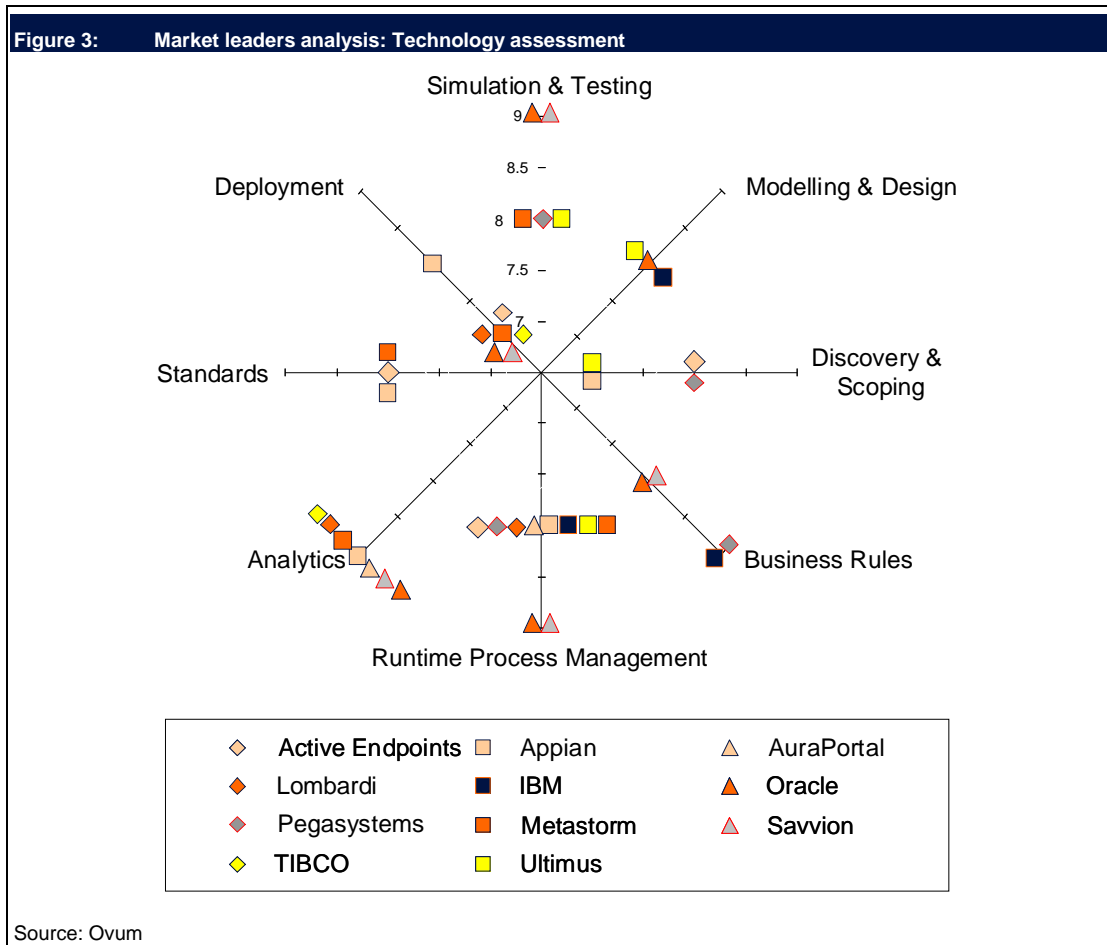 Figure 3: Market leaders analysis: Technology assessment
Simulation & Testing
9
8.5
Deployment
Modelling & Design
8
7.5
7
Standards
Discovery &
Scoping
Analytics
Business Rules
Runtime Process Management
Active Endpoints Appian AuraPortal
Lombardi IBM Oracle
Pegasystems Metastorm Savvion
TIBCO Ultimus
Source: Ovum